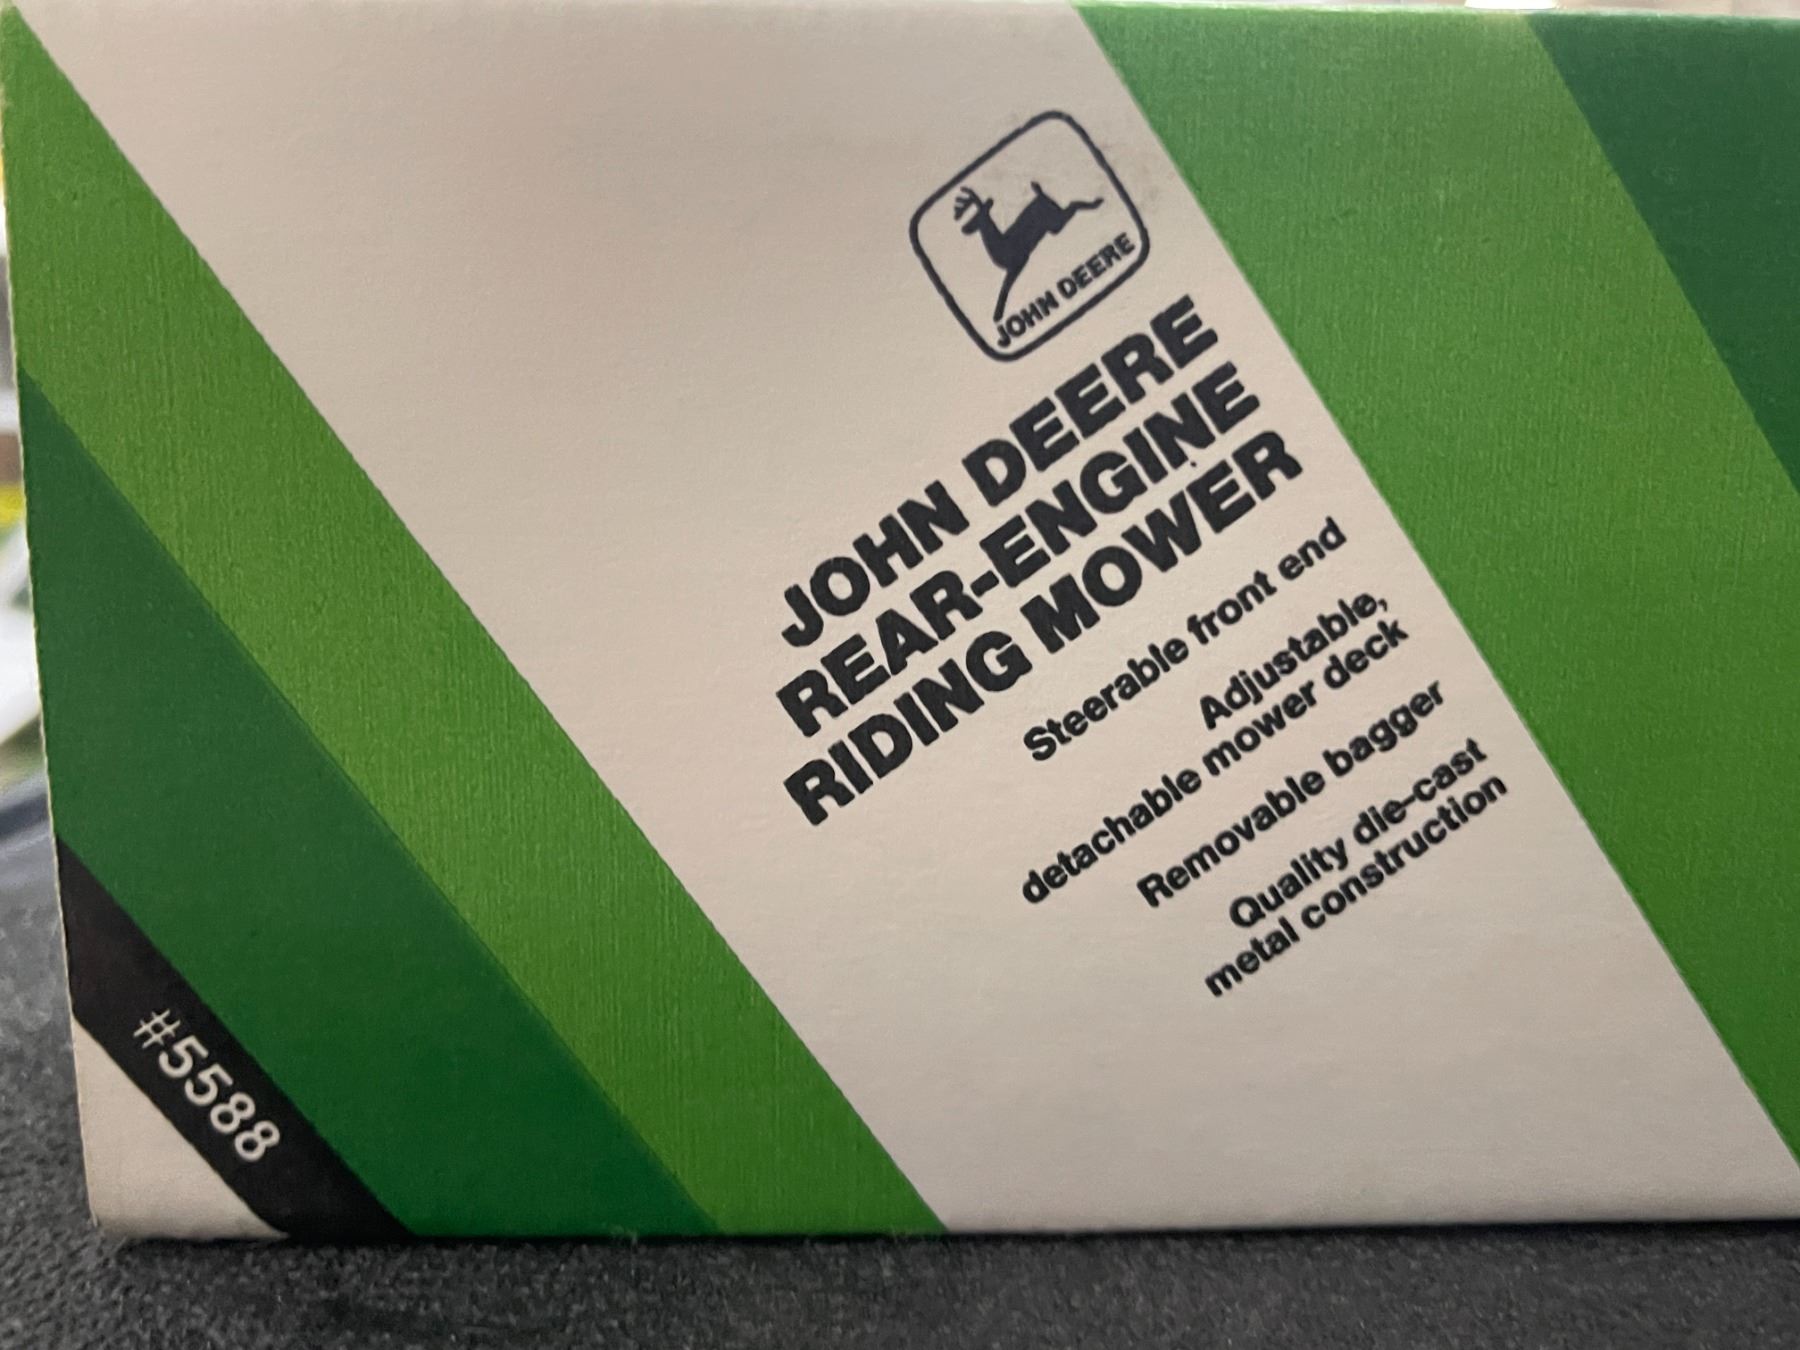 JOHN DEERE
JOHN DEERE
REAR-ENGINE
RIDING MOWER
Steerable front end
Adjustable,
detachable mower deck
Removable bagger
Quality die-cast
metal construction
#5588